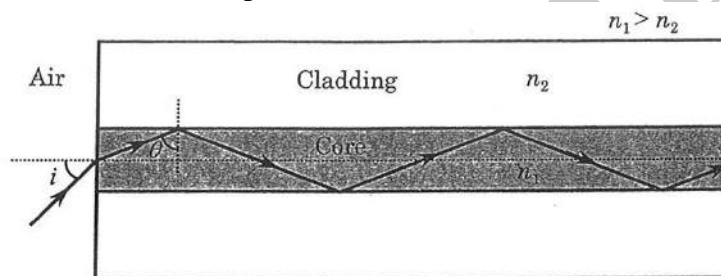 n₁ > n₂
Air
Cladding
n₂
θ
Core
i
n₁